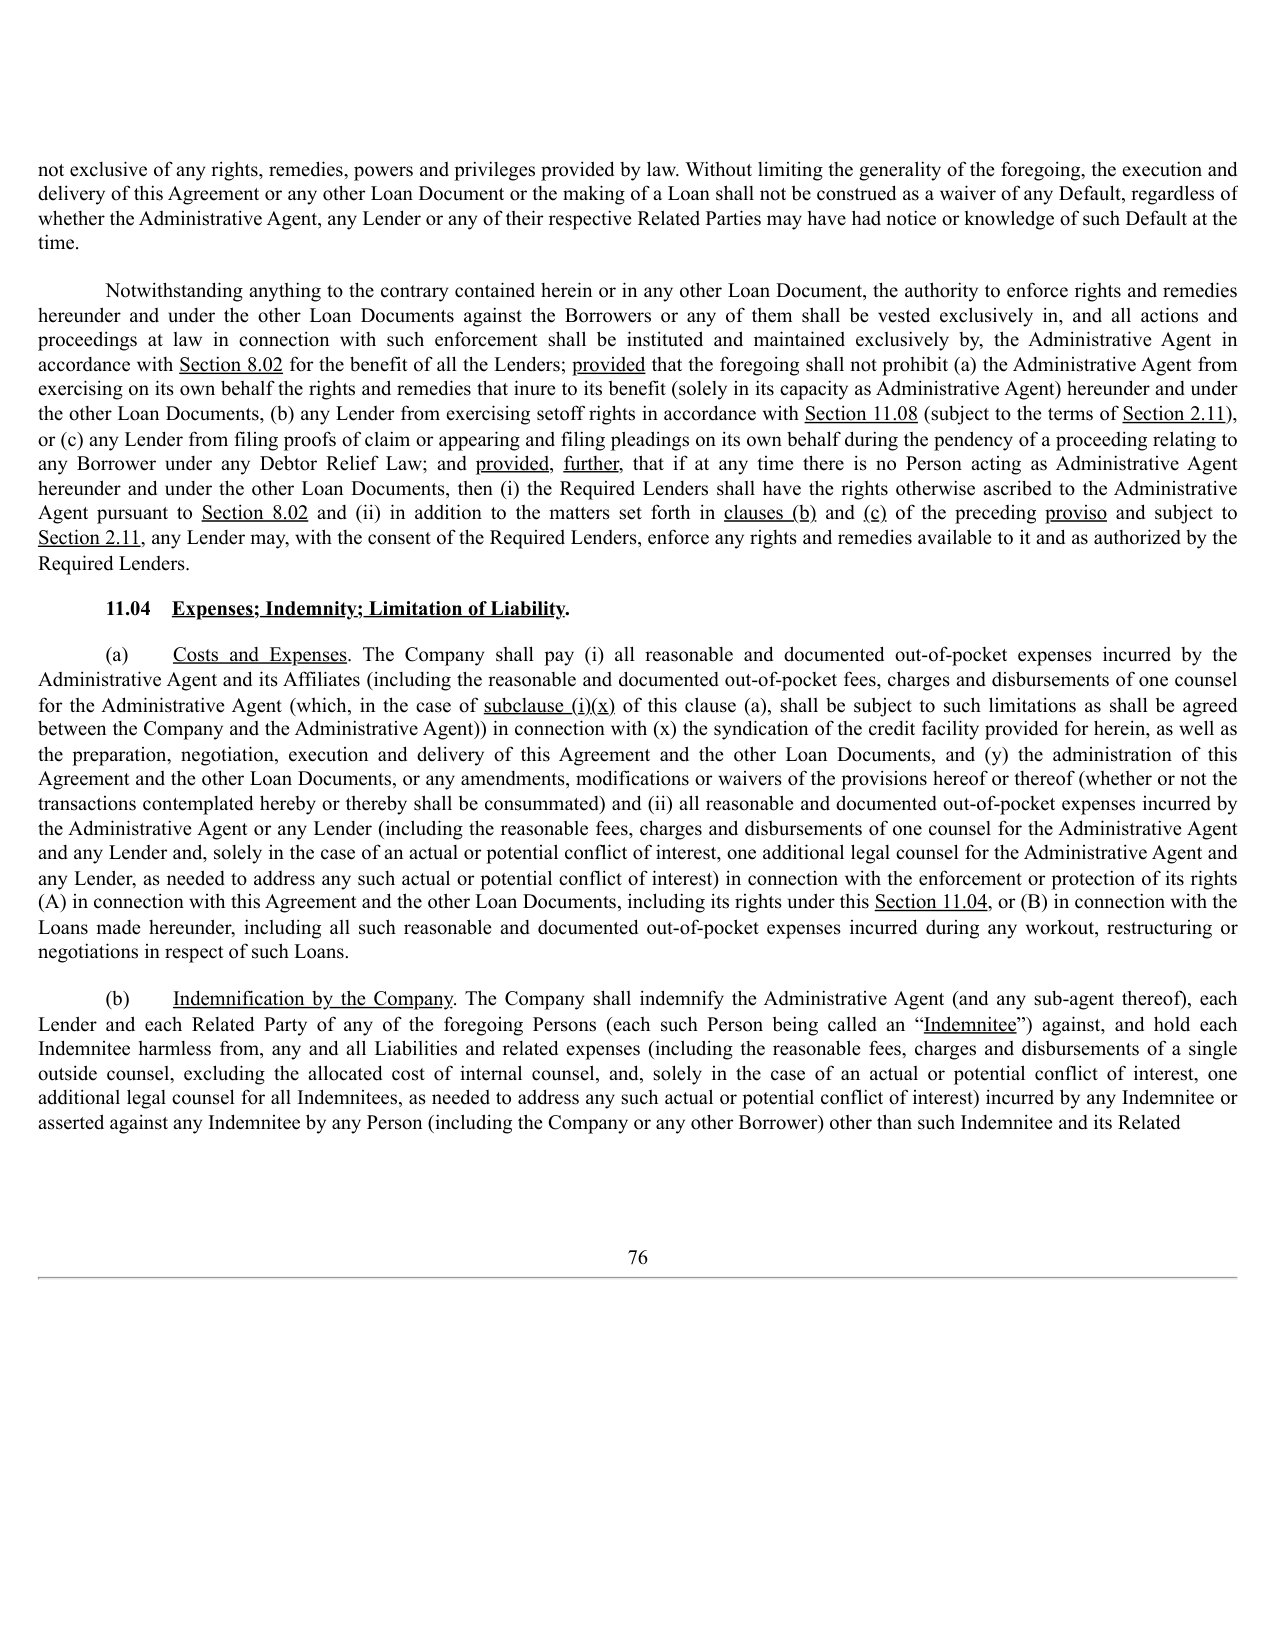 not exclusive of any rights, remedies, powers and privileges provided by law. Without limiting the generality of the foregoing, the execution and
delivery of this Agreement or any other Loan Document or the making of a Loan shall not be construed as a waiver of any Default, regardless of
whether the Administrative Agent, any Lender or any of their respective Related Parties may have had notice or knowledge of such Default at the
time.
Notwithstanding anything to the contrary contained herein or in any other Loan Document, the authority to enforce rights and remedies
hereunder and under the other Loan Documents against the Borrowers or any of them shall be vested exclusively in, and all actions and
proceedings at law in connection with such enforcement shall be instituted and maintained exclusively by, the Administrative Agent in
accordance with Section 8.02 for the benefit of all the Lenders; provided that the foregoing shall not prohibit (a) the Administrative Agent from
exercising on its own behalf the rights and remedies that inure to its benefit (solely in its capacity as Administrative Agent) hereunder and under
the other Loan Documents, (b) any Lender from exercising setoff rights in accordance with Section 11.08 (subject to the terms of Section 2.11),
or (c) any Lender from filing proofs of claim or appearing and filing pleadings on its own behalf during the pendency of a proceeding relating to
any Borrower under any Debtor Relief Law; and provided, further, that if at any time there is no Person acting as Administrative Agent
hereunder and under the other Loan Documents, then (i) the Required Lenders shall have the rights otherwise ascribed to the Administrative
Agent pursuant to Section 8.02 and (ii) in addition to the matters set forth in clauses (b) and (c) of the preceding proviso and subject to
Section 2.11, any Lender may, with the consent of the Required Lenders, enforce any rights and remedies available to it and as authorized by the
Required Lenders.
11.04 Expenses; Indemnity; Limitation of Liability.
(a) Costs and Expenses. The Company shall pay (i) all reasonable and documented out-of-pocket expenses incurred by the
Administrative Agent and its Affiliates (including the reasonable and documented out-of-pocket fees, charges and disbursements of one counsel
for the Administrative Agent (which, in the case of subclause (i)(x) of this clause (a), shall be subject to such limitations as shall be agreed
between the Company and the Administrative Agent)) in connection with (x) the syndication of the credit facility provided for herein, as well as
the preparation, negotiation, execution and delivery of this Agreement and the other Loan Documents, and (y) the administration of this
Agreement and the other Loan Documents, or any amendments, modifications or waivers of the provisions hereof or thereof (whether or not the
transactions contemplated hereby or thereby shall be consummated) and (ii) all reasonable and documented out-of-pocket expenses incurred by
the Administrative Agent or any Lender (including the reasonable fees, charges and disbursements of one counsel for the Administrative Agent
and any Lender and, solely in the case of an actual or potential conflict of interest, one additional legal counsel for the Administrative Agent and
any Lender, as needed to address any such actual or potential conflict of interest) in connection with the enforcement or protection of its rights
(A) in connection with this Agreement and the other Loan Documents, including its rights under this Section 11.04, or (B) in connection with the
Loans made hereunder, including all such reasonable and documented out-of-pocket expenses incurred during any workout, restructuring or
negotiations in respect of such Loans.
(b) Indemnification by the Company. The Company shall indemnify the Administrative Agent (and any sub-agent thereof), each
Lender and each Related Party of any of the foregoing Persons (each such Person being called an “Indemnitee”) against, and hold each
Indemnitee harmless from, any and all Liabilities and related expenses (including the reasonable fees, charges and disbursements of a single
outside counsel, excluding the allocated cost of internal counsel, and, solely in the case of an actual or potential conflict of interest, one
additional legal counsel for all Indemnitees, as needed to address any such actual or potential conflict of interest) incurred by any Indemnitee or
asserted against any Indemnitee by any Person (including the Company or any other Borrower) other than such Indemnitee and its Related
76